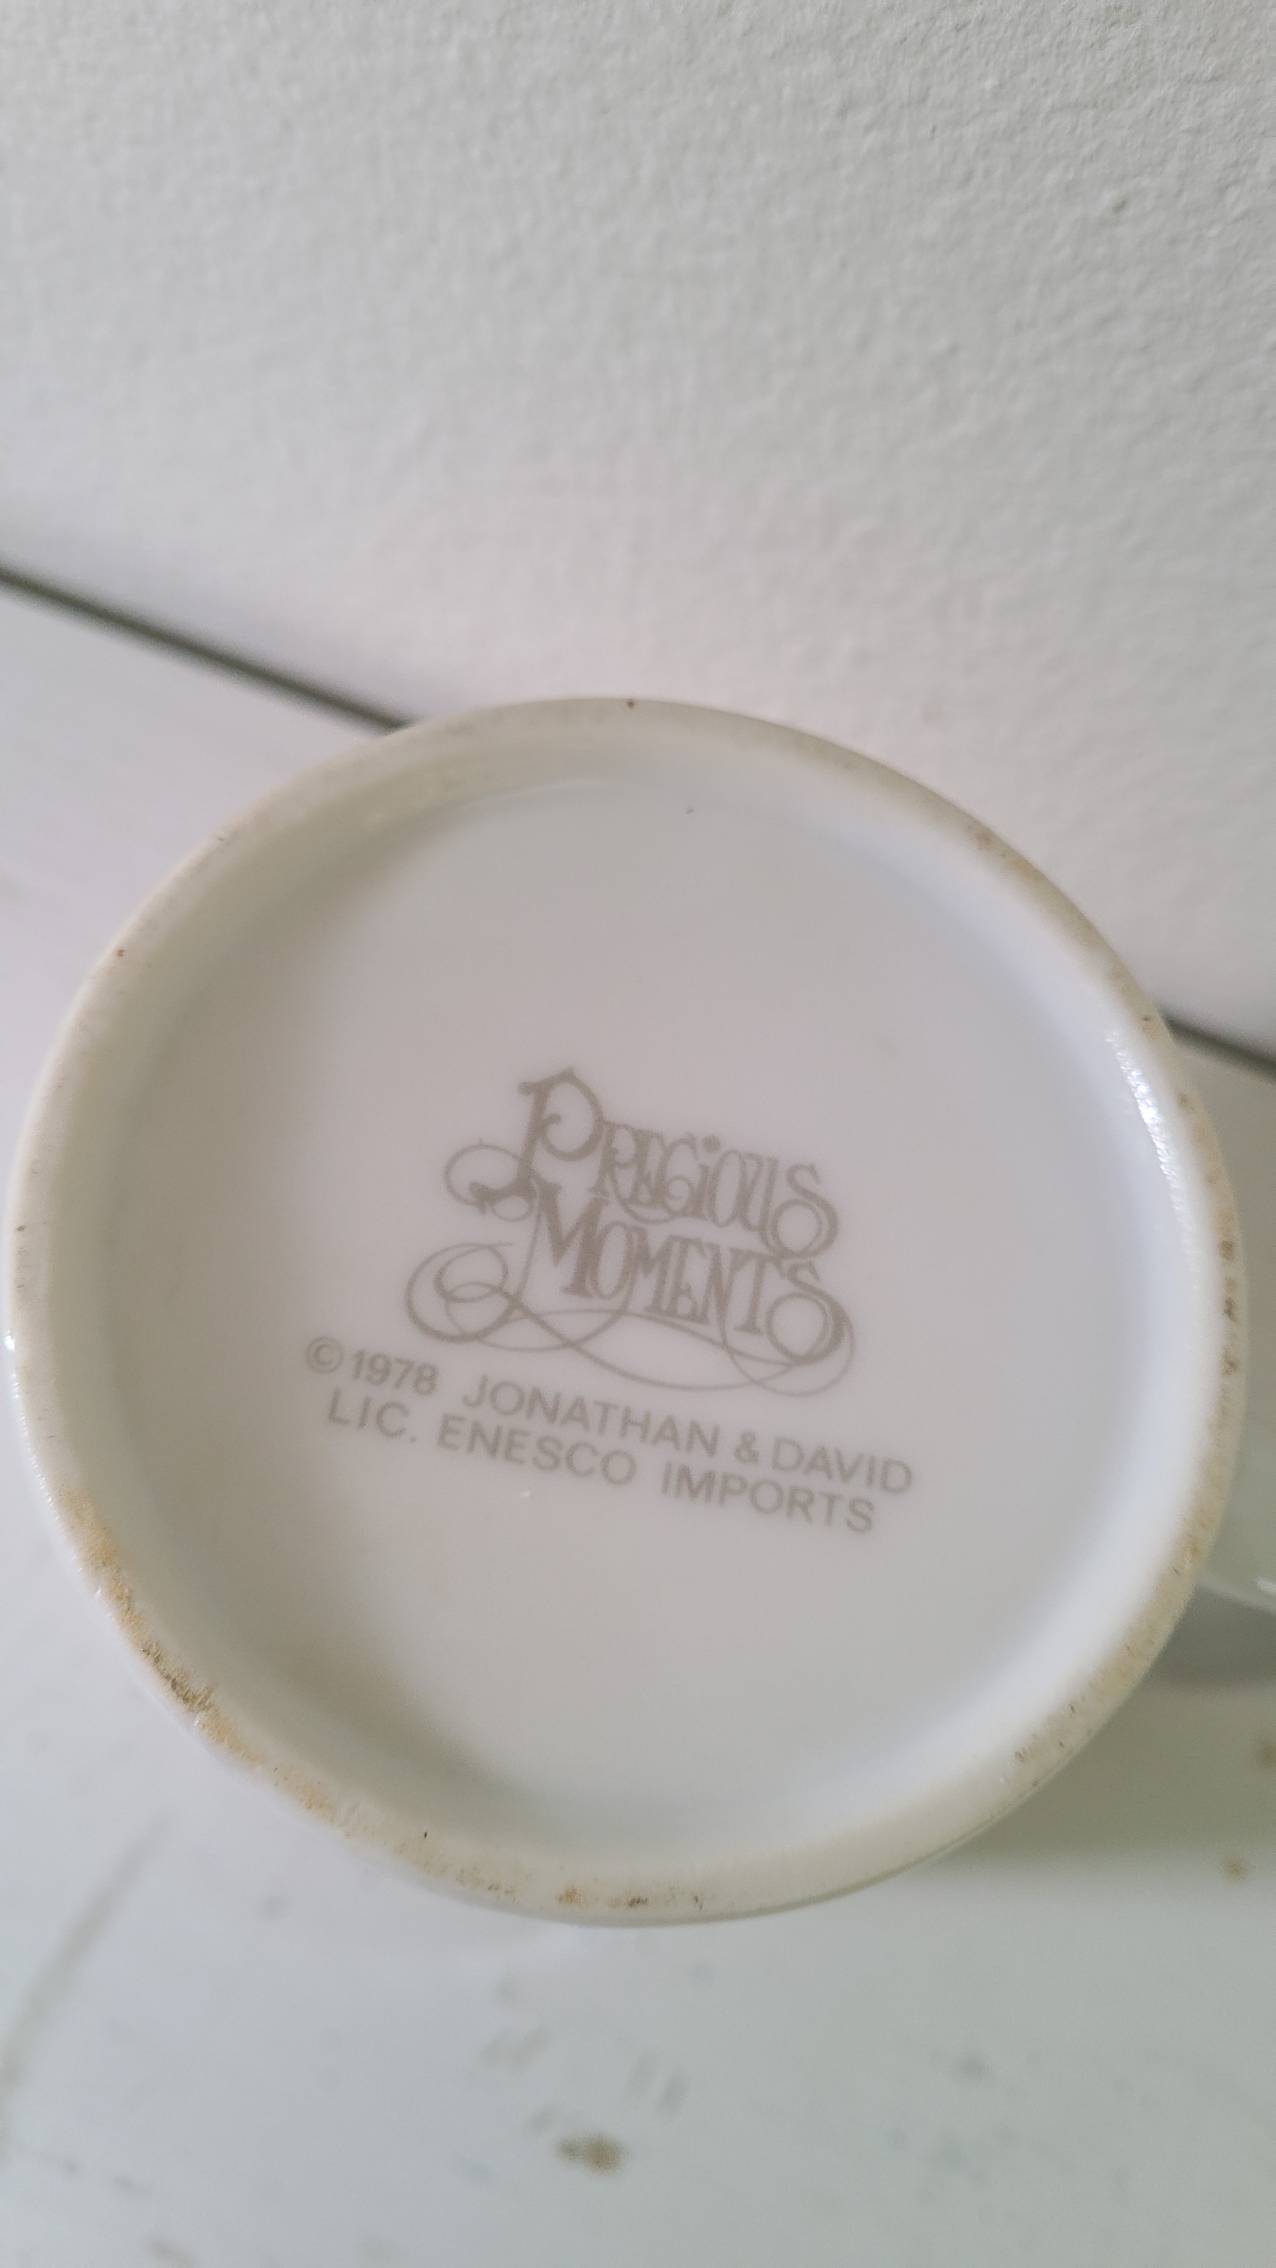 PRECIOUS
MOMENTS
© 1978 JONATHAN & DAVID
LIC. ENESCO IMPORTS